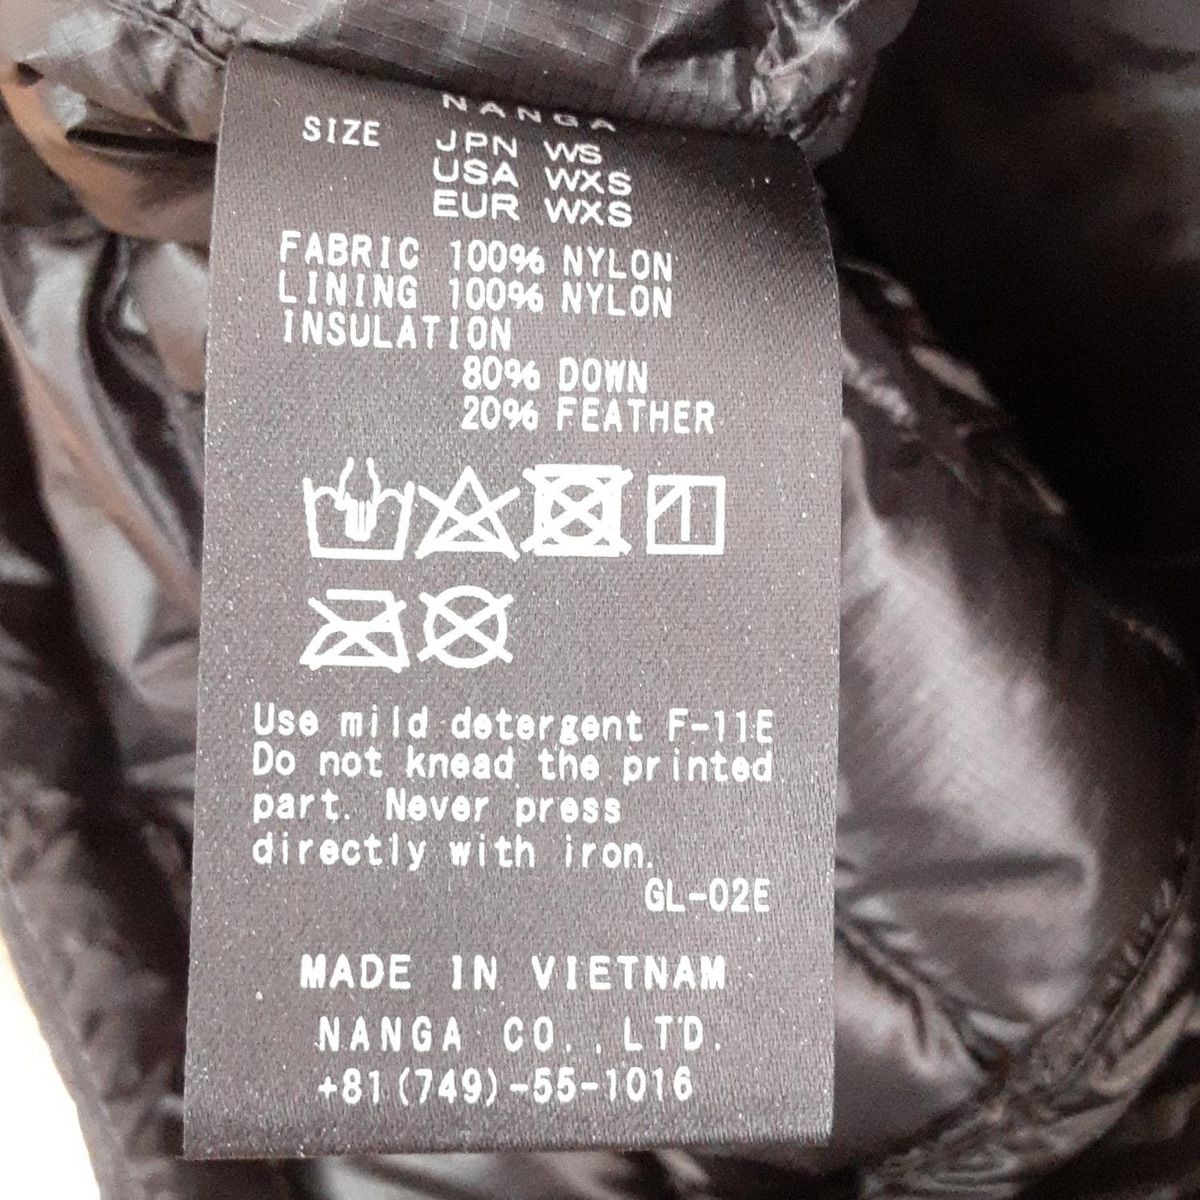 NANGA
SIZE JPN WS
USA WXS
EUR WXS
FABRIC 100% NYLON
LINING 100% NYLON
INSULATION
80% DOWN
20% FEATHER
Use mild detergent F-11E
Do not knead the printed
part. Never press
directly with iron.
GL-02E
MADE IN VIETNAM
NANGA CO., LTD.
+81(749)-55-1016